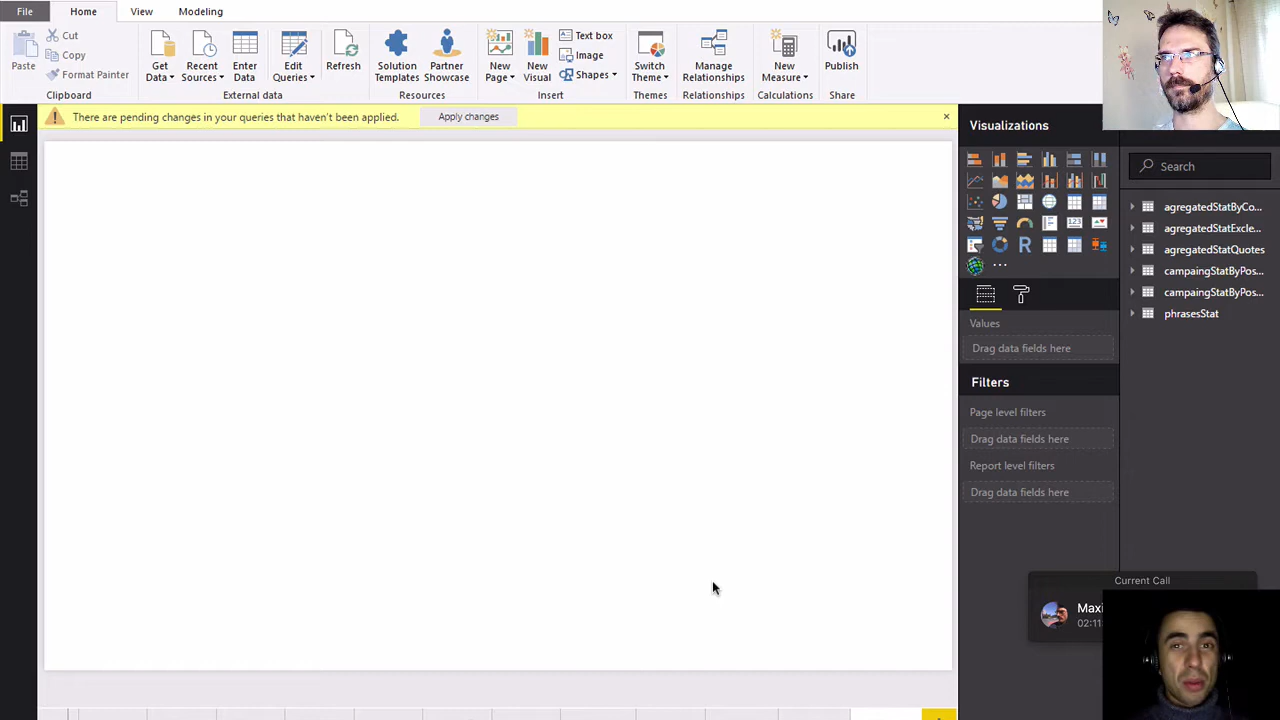 File Home View Modeling
Paste
Cut
Copy
Format Painter
Clipboard
Get Data
Recent Sources
Enter Data
Edit Queries
Refresh
External data
Solution Templates
Partner Showcase
Resources
New Page
New Visual
Text box
Image
Shapes
Insert
Switch Theme
Themes
Manage Relationships
Relationships
New Measure
Calculations
Publish
Share
There are pending changes in your queries that haven't been applied. Apply changes
Visualizations
Values
Drag data fields here
Filters
Page level filters
Drag data fields here
Report level filters
Drag data fields here
Search
agregatedStatByCo...
agregatedStatExcle...
agregatedStatQuotes
campaingStatByPos...
campaingStatByPos...
phrasesStat
Current Call
Maxi
02:11